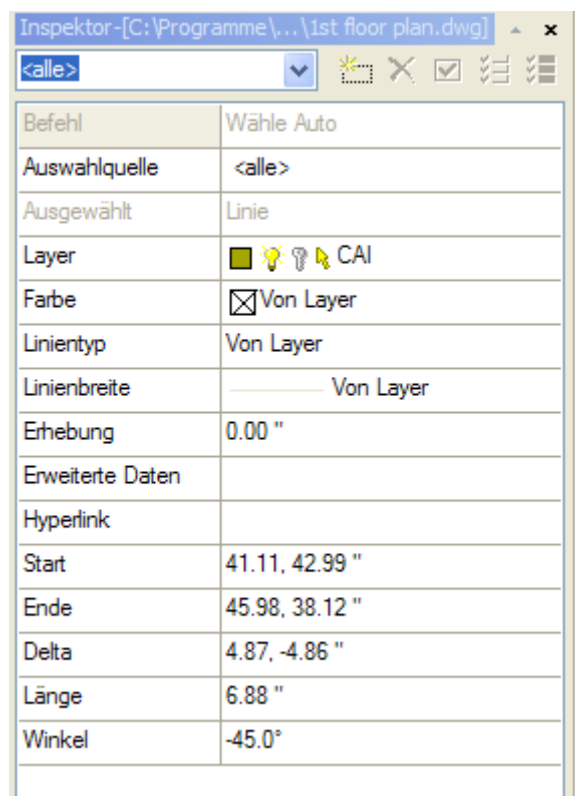 Inspektor-[C:\Programme\...\1st floor plan.dwg]
<alle>
Befehl Wähle Auto
Auswahlquelle <alle>
Ausgewählt Linie
Layer CAI
Farbe Von Layer
Linientyp Von Layer
Linienbreite Von Layer
Erhebung 0.00 "
Erweiterte Daten
Hyperlink
Start 41.11, 42.99 "
Ende 45.98, 38.12 "
Delta 4.87, -4.86 "
Länge 6.88 "
Winkel -45.0°